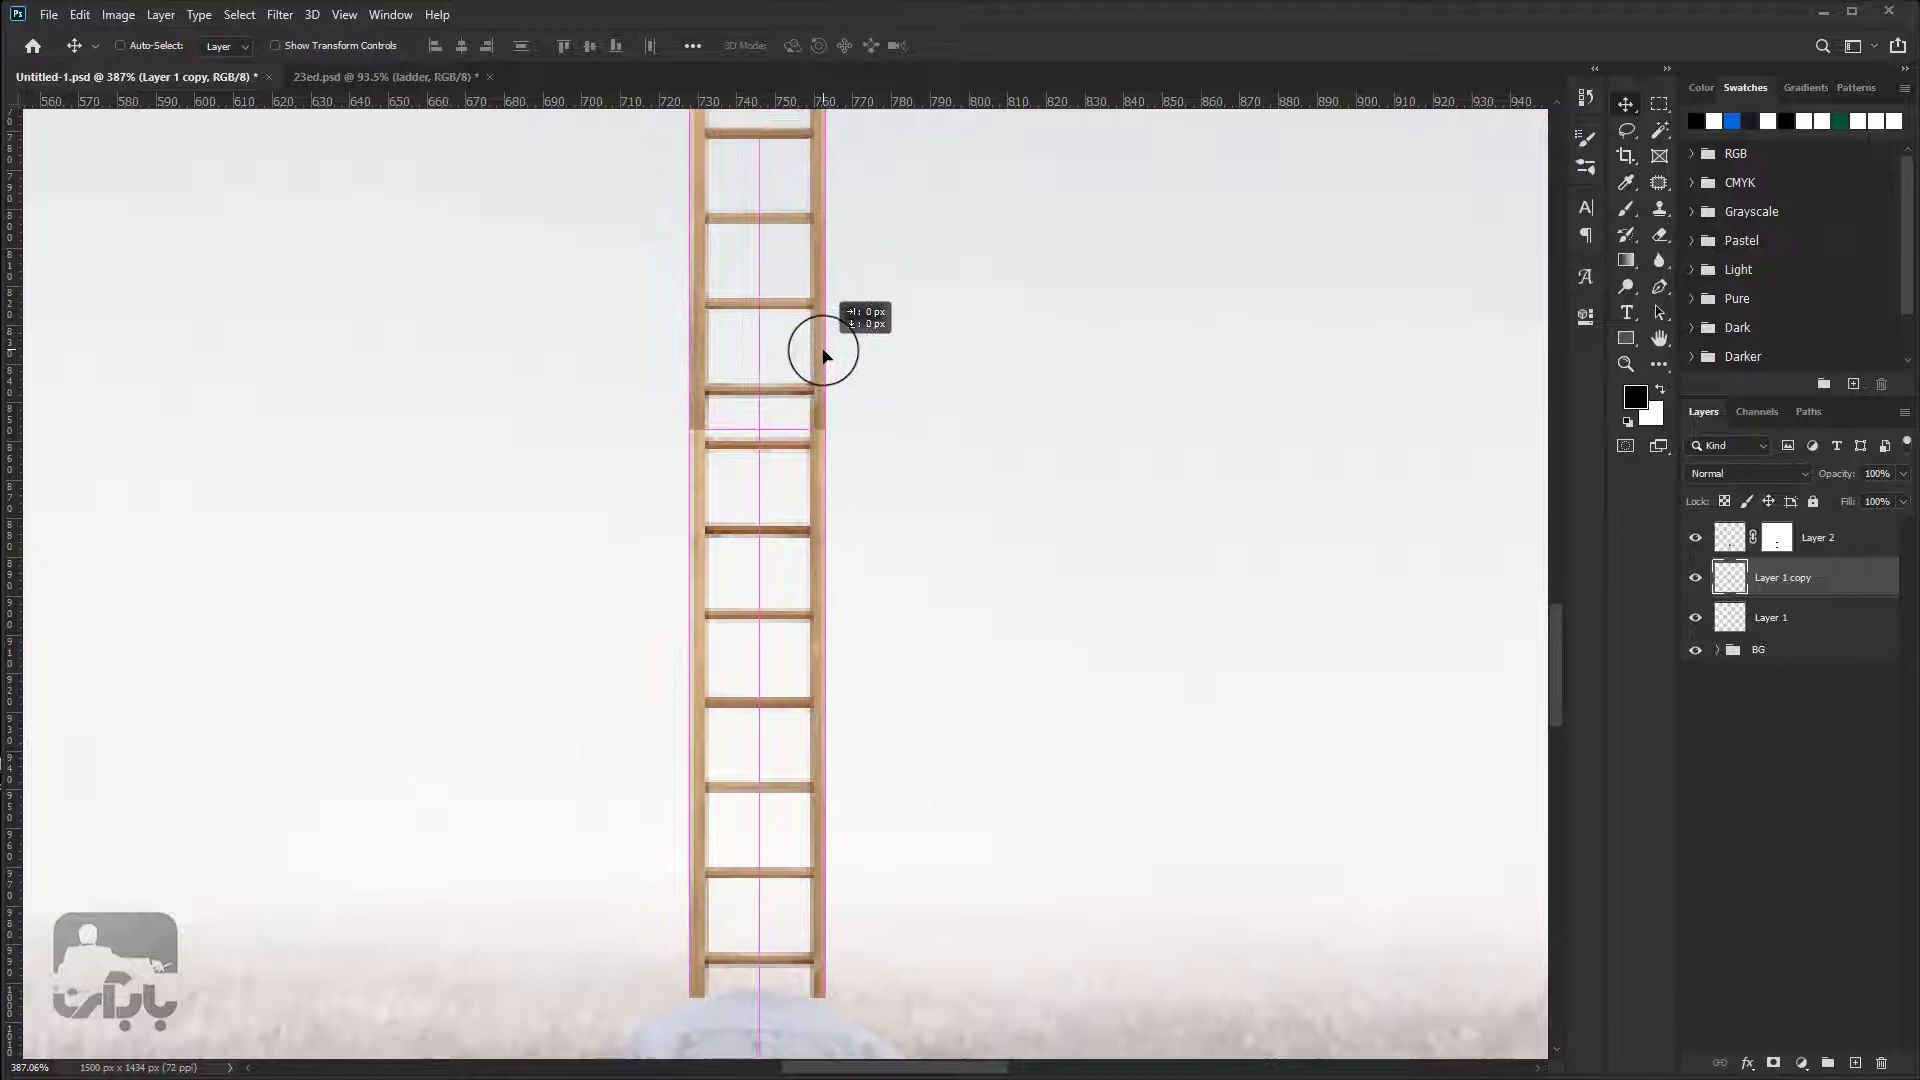 Ps File Edit Image Layer Type Select Filter 3D View Window Help
Auto-Select: Layer Show Transform Controls ••• 3D Mode:
Untitled-1.psd @ 387% (Layer 1 copy, RGB/8) * × 23ed.psd @ 93.5% (ladder, RGB/8) * ×
560 570 580 590 600 610 620 630 640 650 660 670 680 690 700 710 720 730 740 750 760 770 780 790 800 810 820 830 840 850 860 870 880 890 900 910 920 930 940
Color Swatches Gradients Patterns
RGB
CMYK
Grayscale
Pastel
Light
Pure
Dark
Darker
: 0 px
: 0 px
Layers Channels Paths
Kind
Normal Opacity: 100%
Lock: Fill: 100%
Layer 2
Layer 1 copy
Layer 1
BG
387.06% 1500 px x 1434 px (72 ppi)
fx